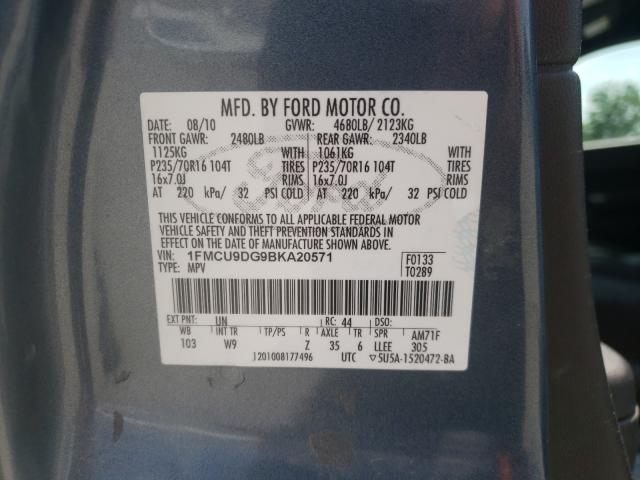 MFD. BY FORD MOTOR CO.
DATE: 08/10 GVWR: 4680LB/ 2123KG
FRONT GAWR: 2480LB REAR GAWR: 2340LB
1125KG WITH 1061KG WITH
P235/70R16 104T TIRES P235/70R16 104T TIRES
16x7.0J RIMS 16x7.0J RIMS
AT 220 kPa/ 32 PSI COLD AT 220 kPa/ 32 PSI COLD
THIS VEHICLE CONFORMS TO ALL APPLICABLE FEDERAL MOTOR
VEHICLE SAFETY AND THEFT PREVENTION STANDARDS IN
EFFECT ON THE DATE OF MANUFACTURE SHOWN ABOVE.
VIN: 1FMCU9DG9BKA20571 F0133
TYPE: MPV T0289
EXT PNT: UN RC: 44 DSO:
WB INT TR TP/PS R AXLE TR SPR AM71F
103 W9 Z 35 6 LLEE 305
J201008177496 UTC 5U5A-1520472-BA
Ford